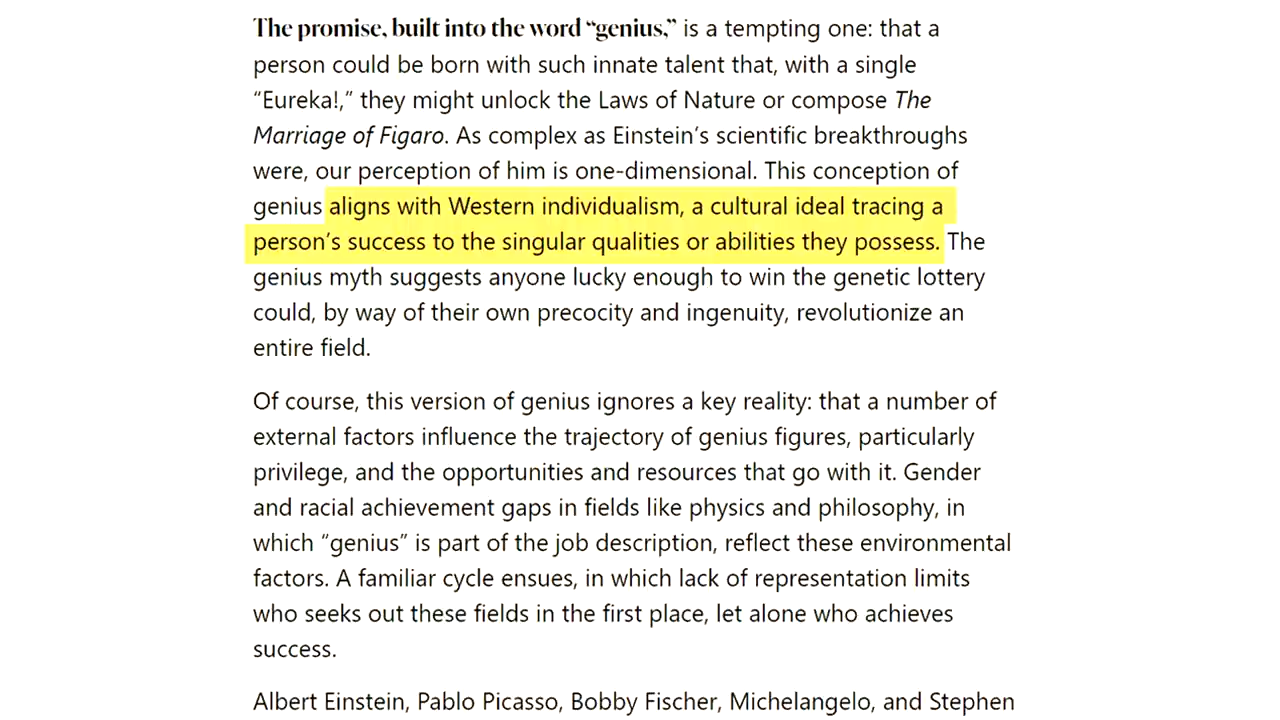 The promise, built into the word “genius,” is a tempting one: that a
person could be born with such innate talent that, with a single
“Eureka!,” they might unlock the Laws of Nature or compose The
Marriage of Figaro. As complex as Einstein’s scientific breakthroughs
were, our perception of him is one-dimensional. This conception of
genius aligns with Western individualism, a cultural ideal tracing a
person’s success to the singular qualities or abilities they possess. The
genius myth suggests anyone lucky enough to win the genetic lottery
could, by way of their own precocity and ingenuity, revolutionize an
entire field.
Of course, this version of genius ignores a key reality: that a number of
external factors influence the trajectory of genius figures, particularly
privilege, and the opportunities and resources that go with it. Gender
and racial achievement gaps in fields like physics and philosophy, in
which “genius” is part of the job description, reflect these environmental
factors. A familiar cycle ensues, in which lack of representation limits
who seeks out these fields in the first place, let alone who achieves
success.
Albert Einstein, Pablo Picasso, Bobby Fischer, Michelangelo, and Stephen